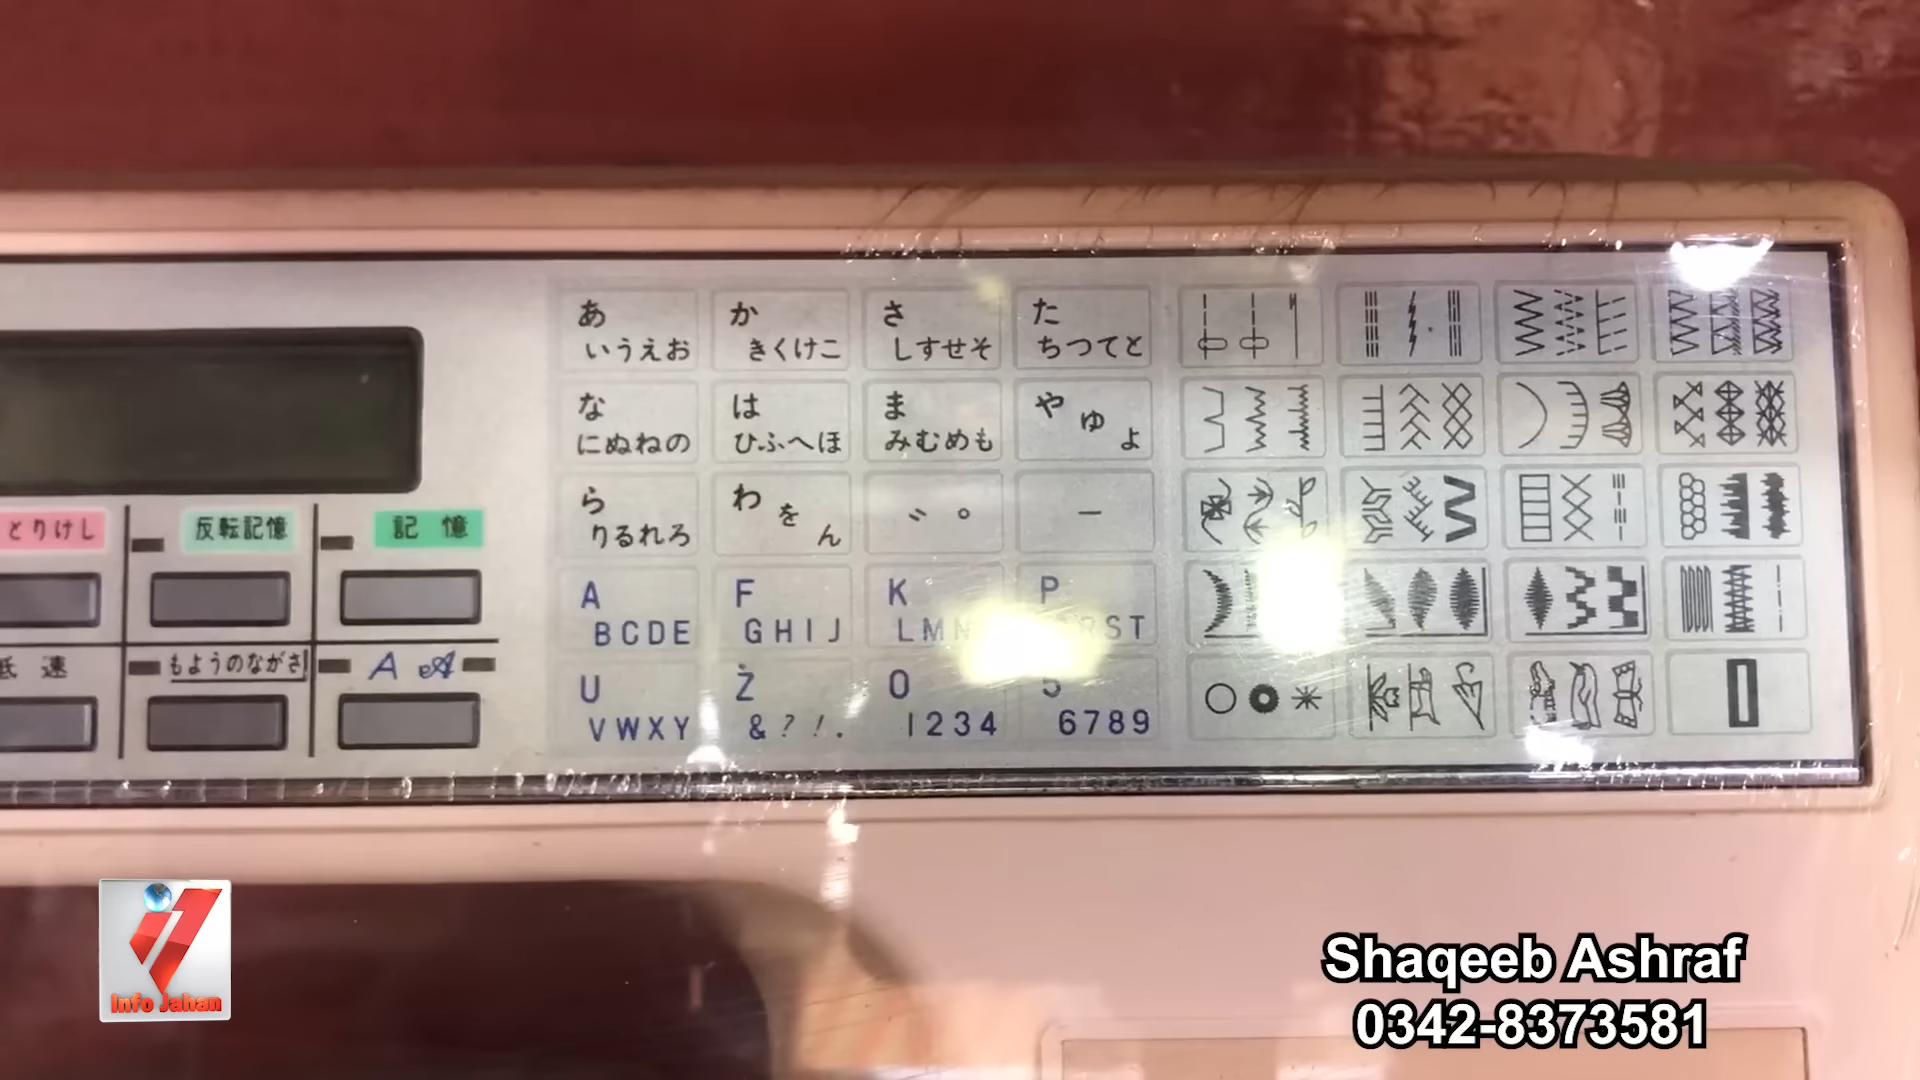 あ
いうえお
か
きくけこ
さ
しすせそ
た
ちつてと
な
にぬねの
は
ひふへほ
ま
みむめも
や ゆ よ
ら
りるれろ
わ を ん
゛ ゜
ー
A
BCDE
F
GHIJ
K
LMN
P
RST
U
VWXY
Z
&?!.
0
1234
5
6789
とりけし
反転記憶
記憶
低速
もようのながさ
A A
Info Jahan
Shaqeeb Ashraf
0342-8373581